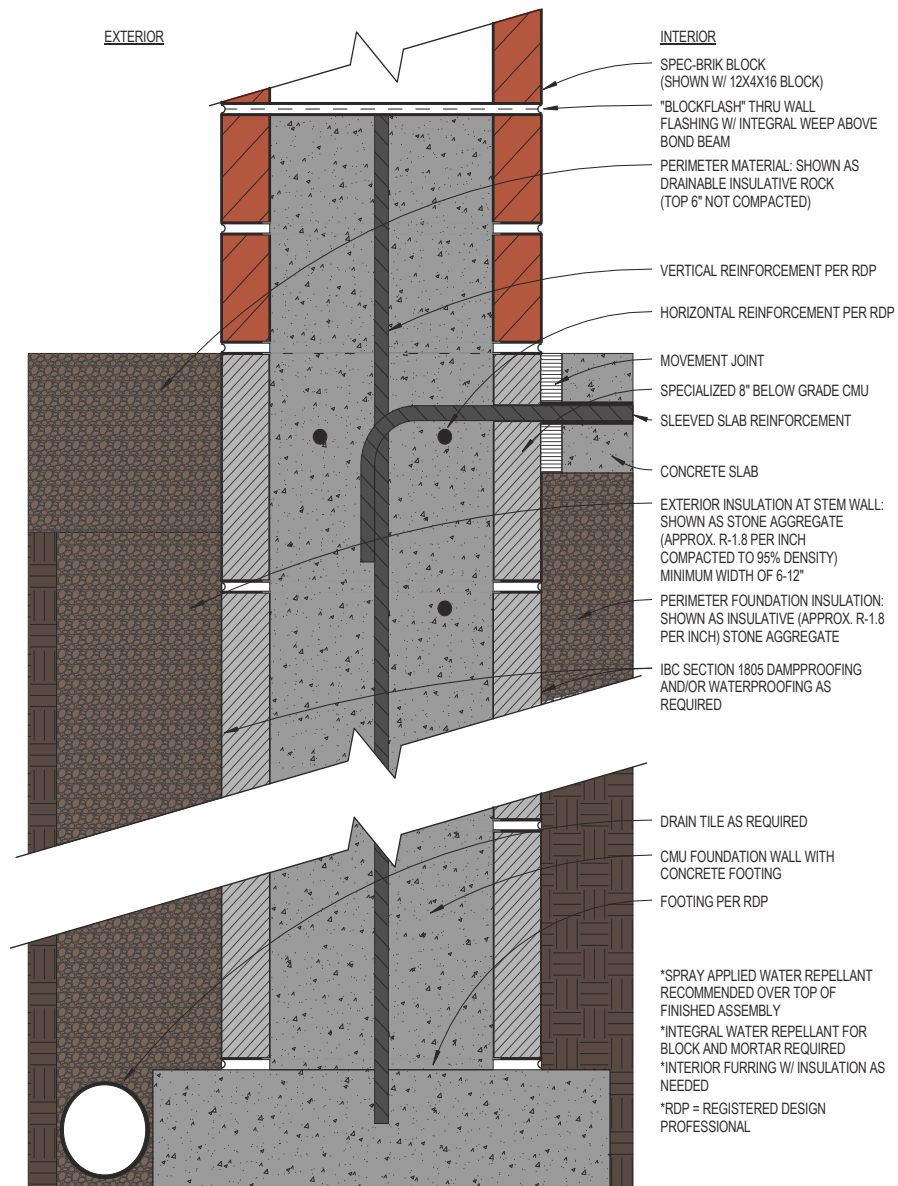 EXTERIOR
INTERIOR
SPEC-BRIK BLOCK
(SHOWN W/ 12X4X16 BLOCK)
"BLOCKFLASH" THRU WALL
FLASHING W/ INTEGRAL WEEP ABOVE
BOND BEAM
PERIMETER MATERIAL: SHOWN AS
DRAINABLE INSULATIVE ROCK
(TOP 6" NOT COMPACTED)
VERTICAL REINFORCEMENT PER RDP
HORIZONTAL REINFORCEMENT PER RDP
MOVEMENT JOINT
SPECIALIZED 8" BELOW GRADE CMU
SLEEVED SLAB REINFORCEMENT
CONCRETE SLAB
EXTERIOR INSULATION AT STEM WALL:
SHOWN AS STONE AGGREGATE
(APPROX. R-1.8 PER INCH
COMPACTED TO 95% DENSITY)
MINIMUM WIDTH OF 6-12"
PERIMETER FOUNDATION INSULATION:
SHOWN AS INSULATIVE (APPROX. R-1.8
PER INCH) STONE AGGREGATE
IBC SECTION 1805 DAMPPROOFING
AND/OR WATERPROOFING AS
REQUIRED
DRAIN TILE AS REQUIRED
CMU FOUNDATION WALL WITH
CONCRETE FOOTING
FOOTING PER RDP
*SPRAY APPLIED WATER REPELLANT
RECOMMENDED OVER TOP OF
FINISHED ASSEMBLY
*INTEGRAL WATER REPELLANT FOR
BLOCK AND MORTAR REQUIRED
*INTERIOR FURRING W/ INSULATION AS
NEEDED
*RDP = REGISTERED DESIGN
PROFESSIONAL